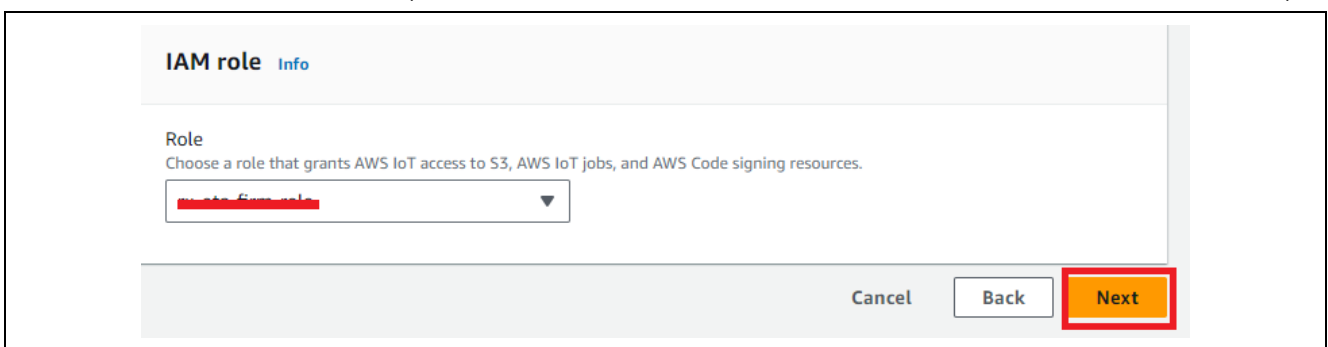 IAM role Info
Role
Choose a role that grants AWS IoT access to S3, AWS IoT jobs, and AWS Code signing resources.
Cancel Back Next